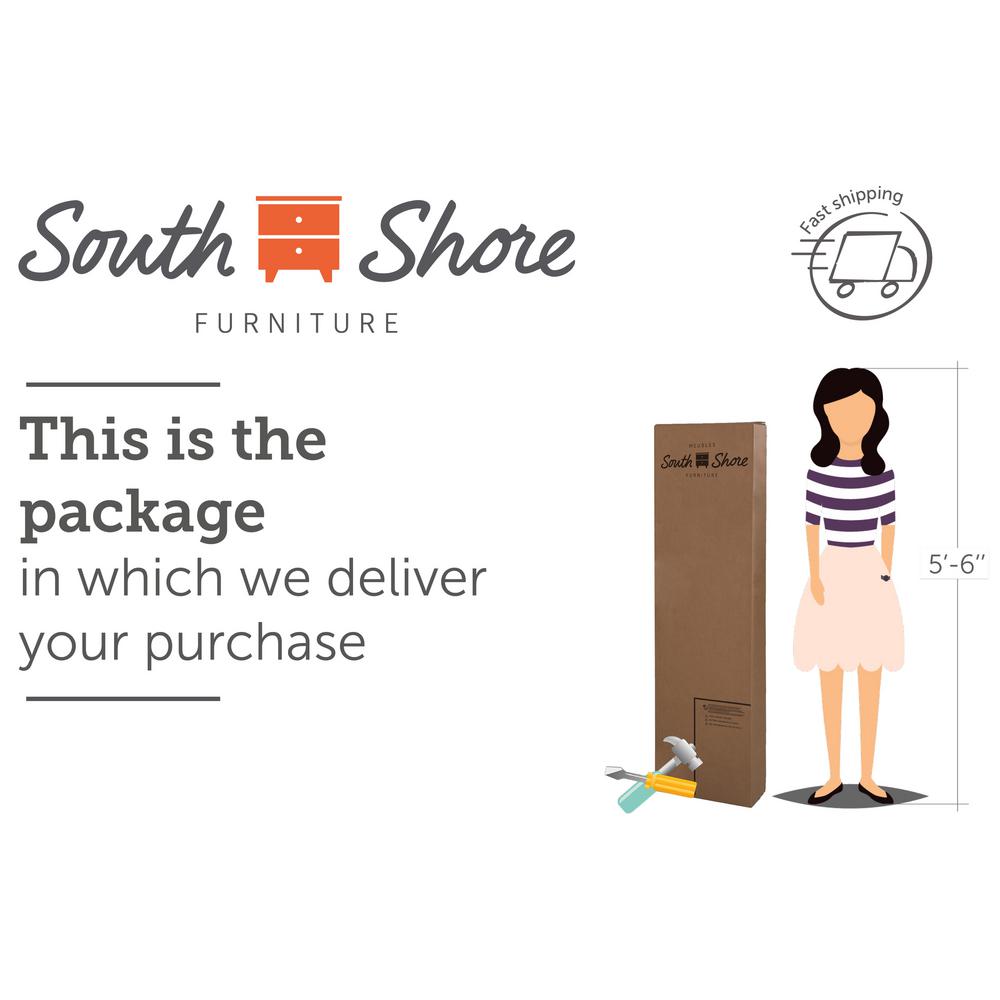 South Shore
FURNITURE
Fast shipping
This is the
package
in which we deliver
your purchase
MEUBLES
South Shore
FURNITURE
5’-6’’